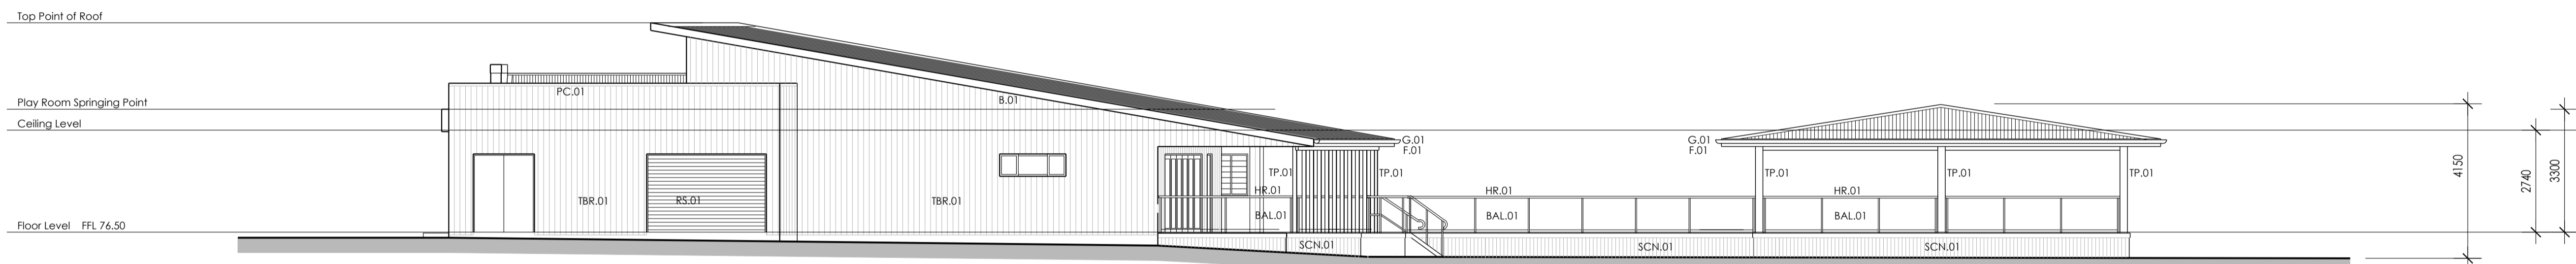 Top Point of Roof
PC.01
Play Room Springing Point
B.01
Ceiling Level
G.01
F.01
G.01
F.01
TP.01
TP.01
TP.01
TP.01
TP.01
4150
2740
3300
HR.01
HR.01
HR.01
TBR.01
RS.01
TBR.01
BAL.01
BAL.01
BAL.01
Floor Level FFL 76.50
SCN.01
SCN.01
SCN.01